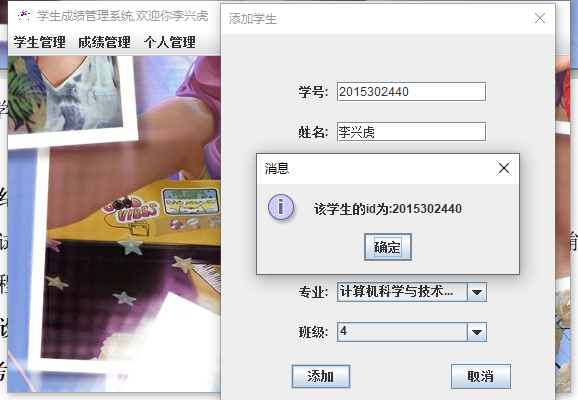 学生成绩管理系统,欢迎你李兴虎
学生管理 成绩管理 个人管理
添加学生
学号: 2015302440
姓名: 李兴虎
消息
该学生的id为:2015302440
确定
专业: 计算机科学与技术...
班级: 4
添加 取消
GOOD VIBES